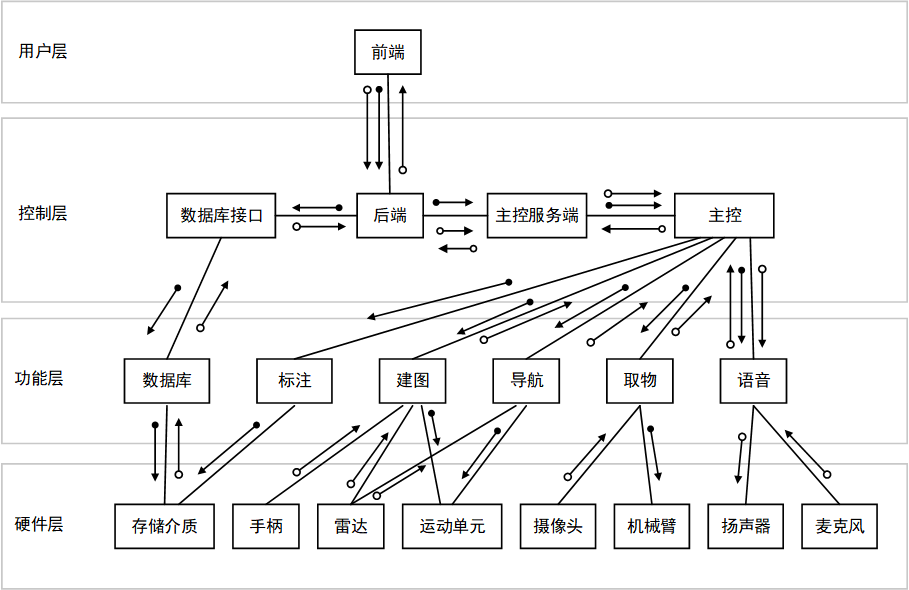 用户层
前端
控制层
数据库接口
后端
主控服务端
主控
功能层
数据库
标注
建图
导航
取物
语音
硬件层
存储介质
手柄
雷达
运动单元
摄像头
机械臂
扬声器
麦克风